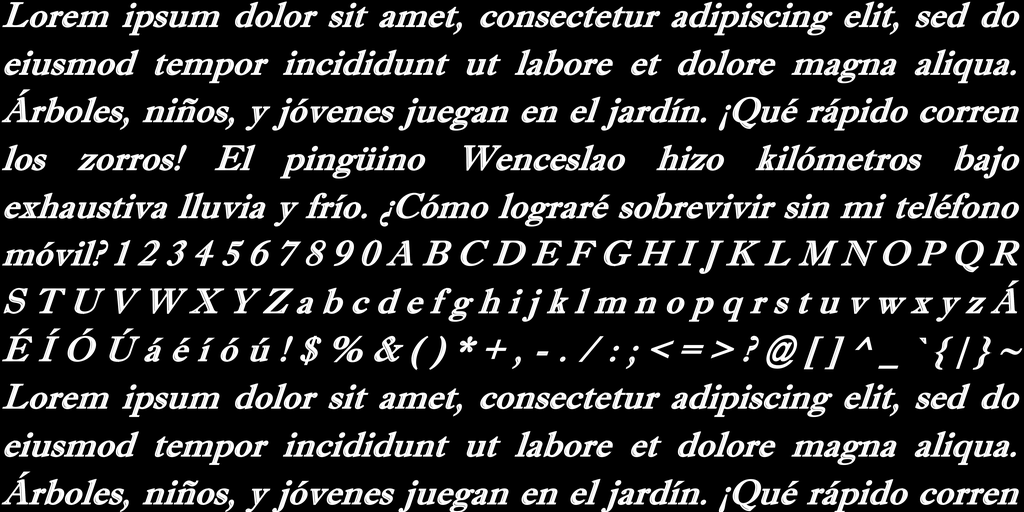 Lorem ipsum dolor sit amet, consectetur adipiscing elit, sed do
eiusmod tempor incididunt ut labore et dolore magna aliqua.
Árboles, niños, y jóvenes juegan en el jardín. ¡Qué rápido corren
los zorros! El pingüino Wenceslao hizo kilómetros bajo
exhaustiva lluvia y frío. ¿Cómo lograré sobrevivir sin mi teléfono
móvil? 1 2 3 4 5 6 7 8 9 0 A B C D E F G H I J K L M N O P Q R
S T U V W X Y Z a b c d e f g h i j k l m n o p q r s t u v w x y z Á
É Í Ó Ú á é í ó ú ! $ % & ( ) * + , - . / : ; < = > ? @ [ ] ^ _ ` { | } ~
Lorem ipsum dolor sit amet, consectetur adipiscing elit, sed do
eiusmod tempor incididunt ut labore et dolore magna aliqua.
Árboles, niños, y jóvenes juegan en el jardín. ¡Qué rápido corren